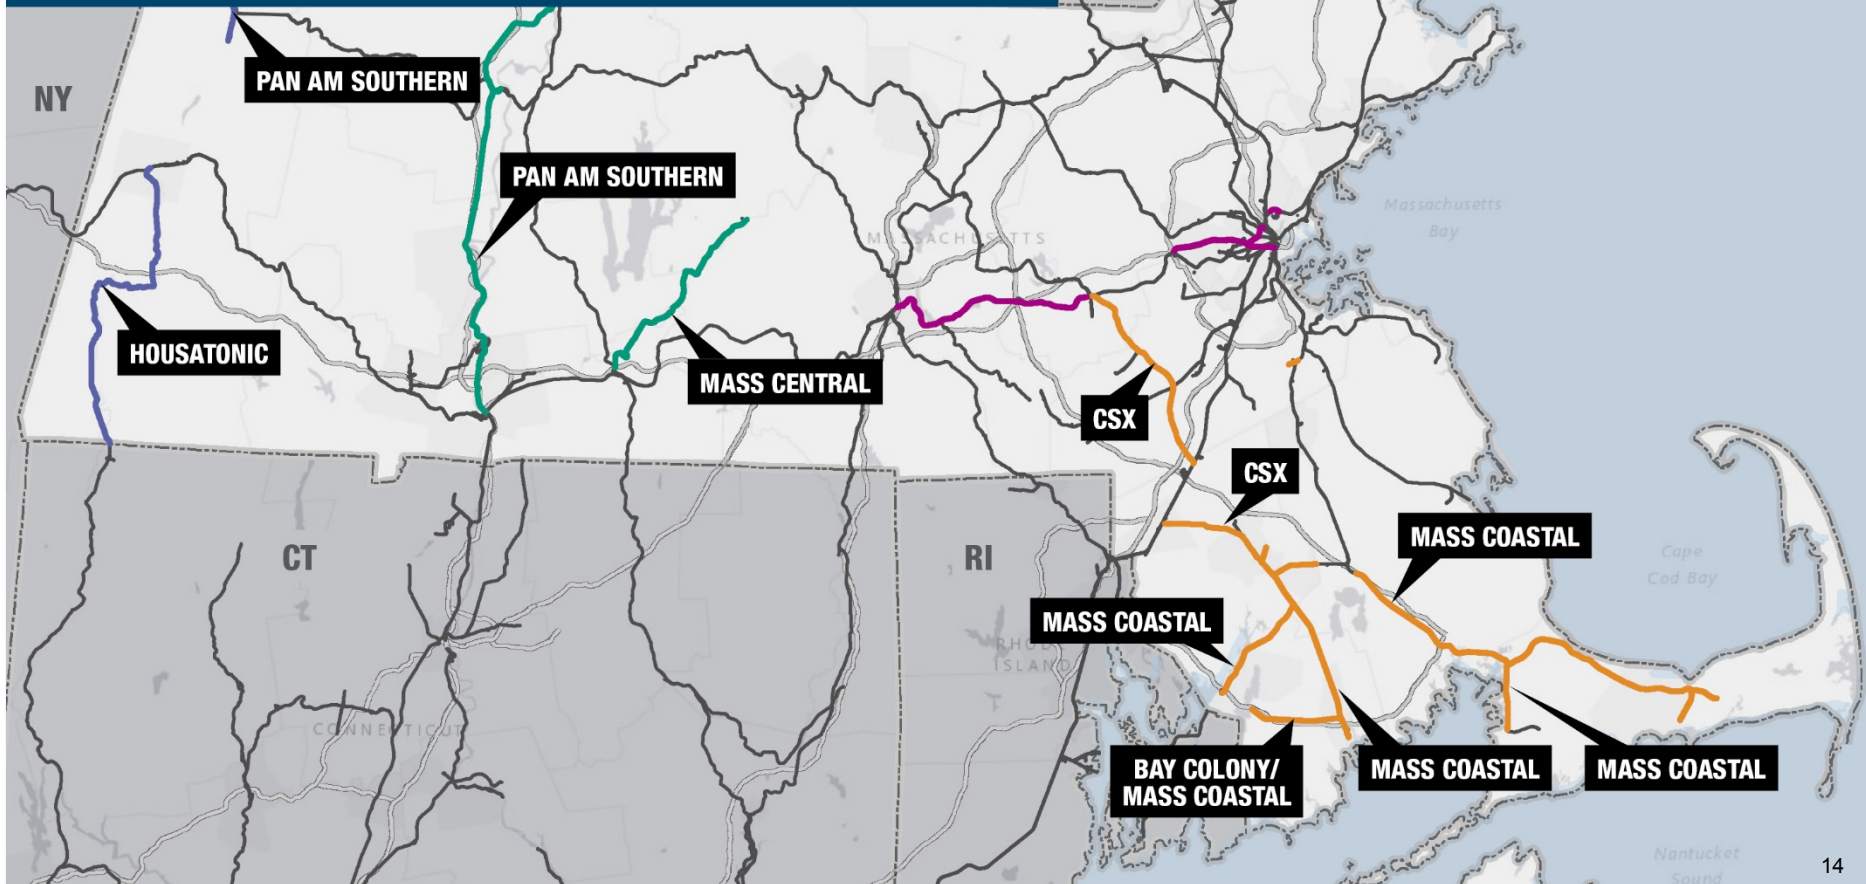 PAN AM SOUTHERN
NY
PAN AM SOUTHERN
Massachusetts
Bay
MASSACHUSETTS
HOUSATONIC
MASS CENTRAL
CSX
CSX
MASS COASTAL
CT
RI
Cape
Cod Bay
MASS COASTAL
RHODE
ISLAND
CONNECTICUT
BAY COLONY/
MASS COASTAL
MASS COASTAL
MASS COASTAL
Nantucket
Sound
14